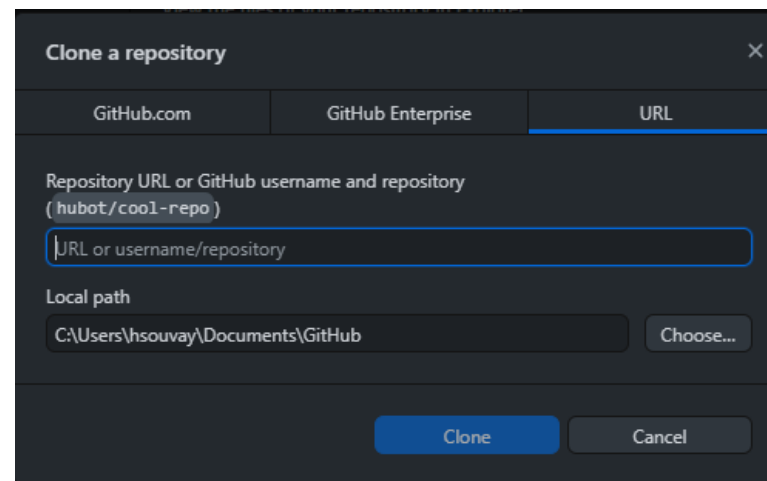 Clone a repository
GitHub.com GitHub Enterprise URL
Repository URL or GitHub username and repository
(hubot/cool-repo)
URL or username/repository
Local path
C:\Users\hsouvay\Documents\GitHub Choose...
Clone Cancel